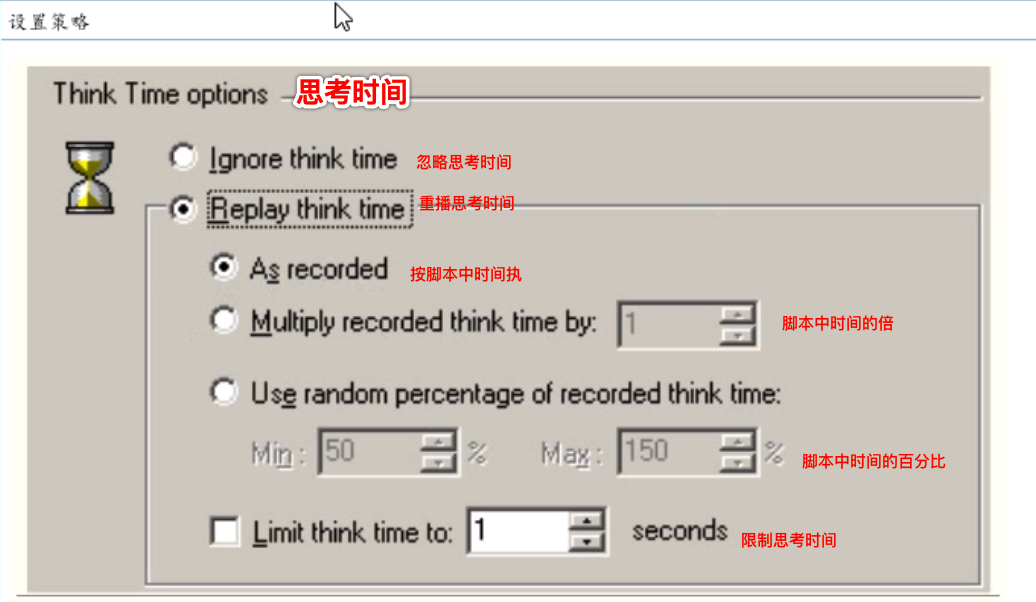 设置策略
Think Time options 思考时间
Ignore think time 忽略思考时间
Replay think time 重播思考时间
As recorded 按脚本中时间执
Multiply recorded think time by: 1 脚本中时间的倍
Use random percentage of recorded think time:
Min: 50 % Max: 150 % 脚本中时间的百分比
Limit think time to: 1 seconds 限制思考时间